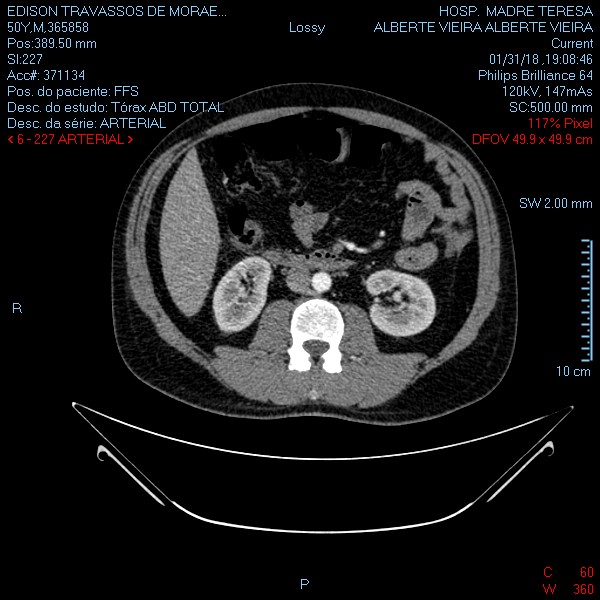 EDISON TRAVASSOS DE MORAE...
50Y,M,365858
Pos:389.50 mm
Sl:227
Acc#: 371134
Pos. do paciente: FFS
Desc. do estudo: Tórax ABD TOTAL
Desc. da série: ARTERIAL
< 6 - 227 ARTERIAL >
Lossy
HOSP. MADRE TERESA
ALBERTE VIEIRA ALBERTE VIEIRA
Current
01/31/18 ,19:08:46
Philips Brilliance 64
120kV, 147mAs
SC:500.00 mm
117% Pixel
DFOV 49.9 x 49.9 cm
SW 2.00 mm
R
10 cm
P
C 60
W 360